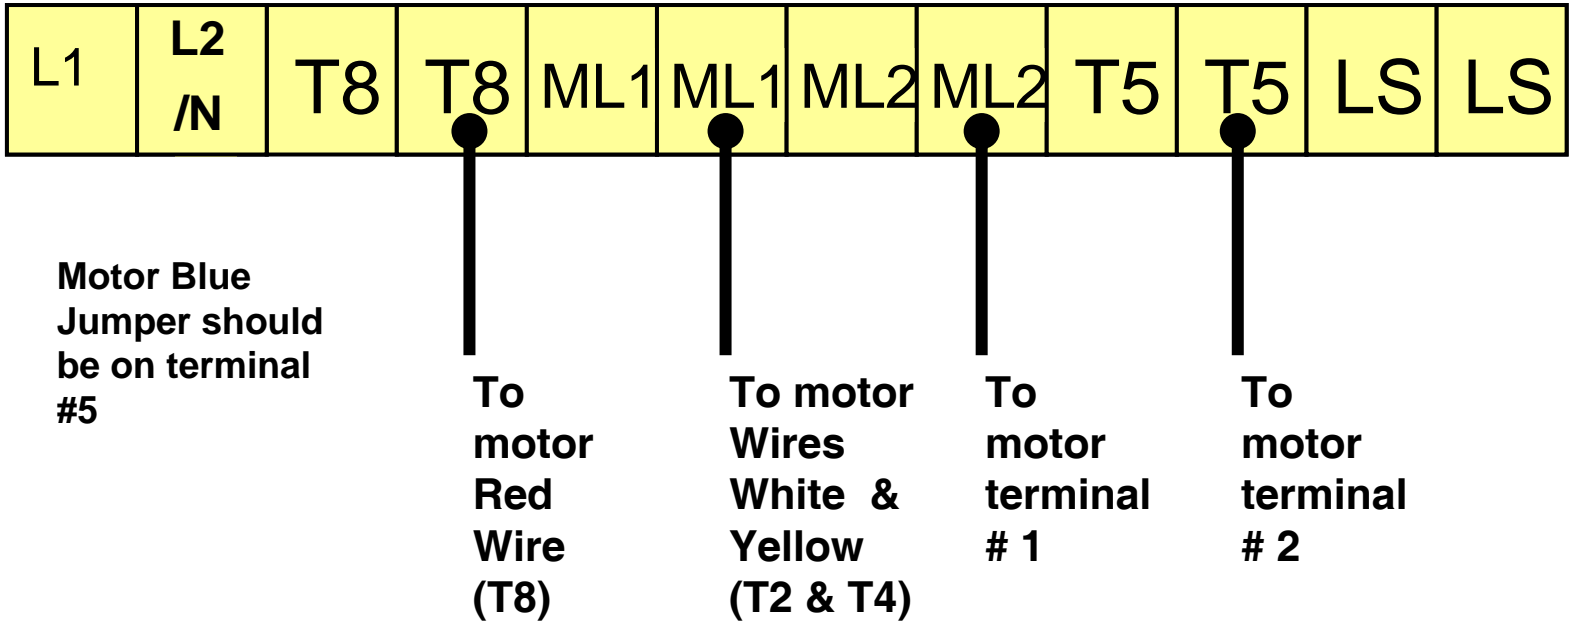 L1 L2 T8 T8 ML1 ML1 ML2 ML2 T5 T5 LS LS
/N
Motor Blue
Jumper should
be on terminal
#5
To
motor
Red
Wire
(T8)
To motor
Wires
White & 
Yellow
(T2 & T4)
To
motor
terminal
# 1
To
motor
terminal
# 2